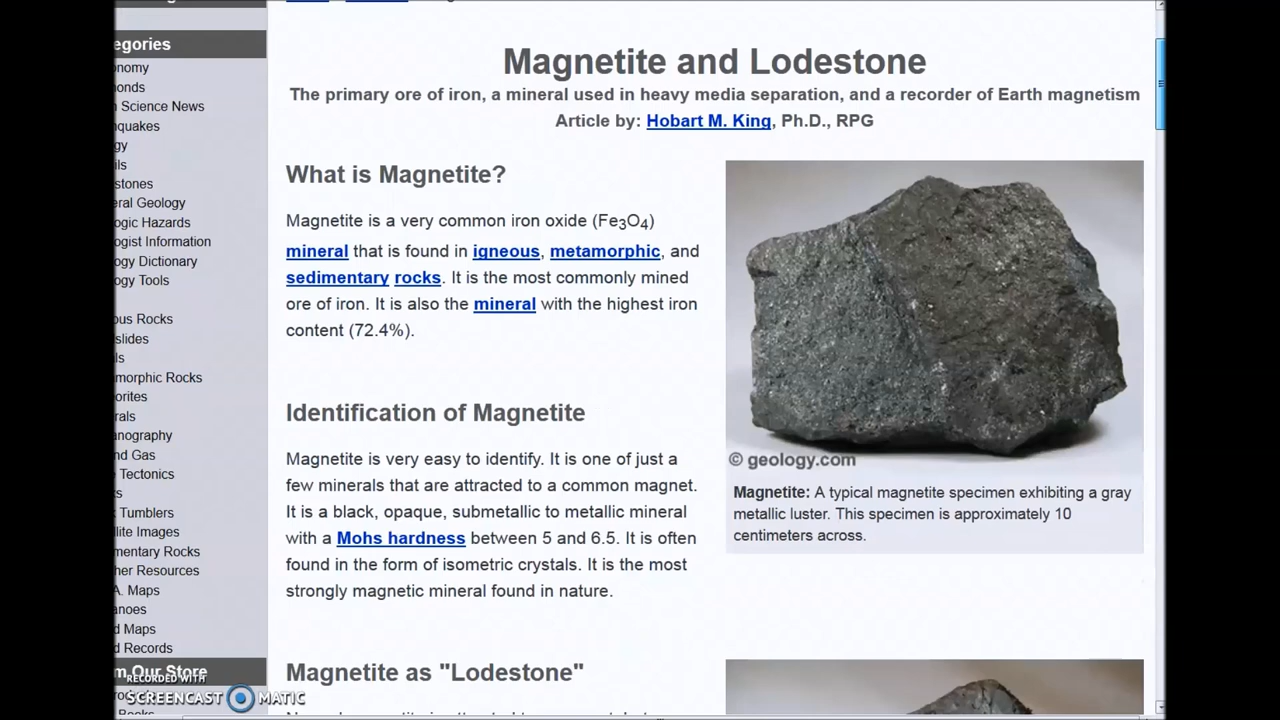 egories
onomy
onds
Science News
hquakes
gy
ils
stones
eral Geology
ogic Hazards
ogist Information
ogy Dictionary
ogy Tools
ous Rocks
slides
ls
morphic Rocks
eorites
rals
anography
nd Gas
Tectonics
s
Tumblers
llite Images
mentary Rocks
her Resources
A. Maps
anoes
d Maps
d Records
m Our Store
RECORDED WITH
SCREENCAST MATIC
Magnetite and Lodestone
The primary ore of iron, a mineral used in heavy media separation, and a recorder of Earth magnetism
Article by: Hobart M. King, Ph.D., RPG
What is Magnetite?
Magnetite is a very common iron oxide (Fe3O4)
mineral that is found in igneous, metamorphic, and
sedimentary rocks. It is the most commonly mined
ore of iron. It is also the mineral with the highest iron
content (72.4%).
Identification of Magnetite
Magnetite is very easy to identify. It is one of just a
few minerals that are attracted to a common magnet.
It is a black, opaque, submetallic to metallic mineral
with a Mohs hardness between 5 and 6.5. It is often
found in the form of isometric crystals. It is the most
strongly magnetic mineral found in nature.
Magnetite as "Lodestone"
© geology.com
Magnetite: A typical magnetite specimen exhibiting a gray
metallic luster. This specimen is approximately 10
centimeters across.